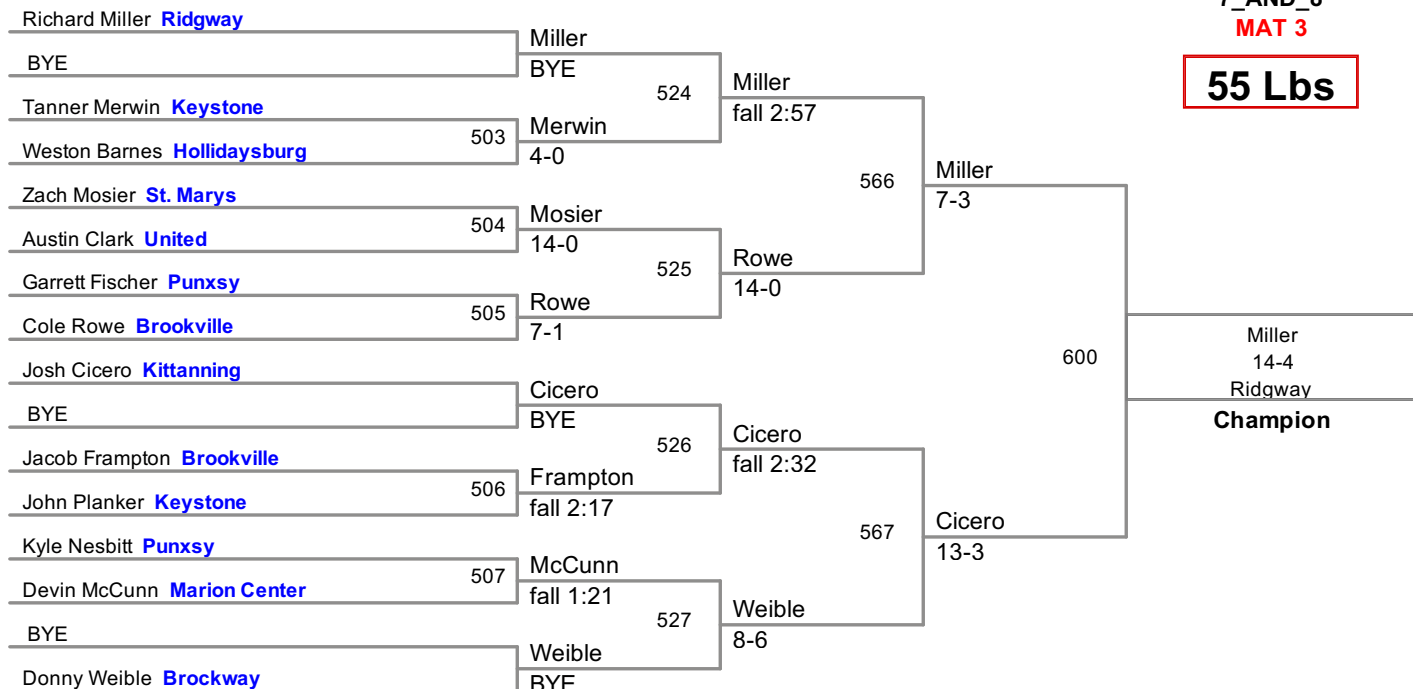 7_AND_8
MAT 3
55 Lbs
Richard Miller Ridgway
BYE
Tanner Merwin Keystone
Weston Barnes Hollidaysburg
Zach Mosier St. Marys
Austin Clark United
Garrett Fischer Punxsy
Cole Rowe Brookville
Josh Cicero Kittanning
BYE
Jacob Frampton Brookville
John Planker Keystone
Kyle Nesbitt Punxsy
Devin McCunn Marion Center
BYE
Donny Weible Brockway
503
504
505
506
507
Miller
BYE
Merwin
4-0
Mosier
14-0
Rowe
7-1
Cicero
BYE
Frampton
fall 2:17
McCunn
fall 1:21
Weible
BYE
524
525
526
527
Miller
fall 2:57
Rowe
14-0
Cicero
fall 2:32
Weible
8-6
566
567
Miller
7-3
Cicero
13-3
600
Miller
14-4
Ridgway
Champion